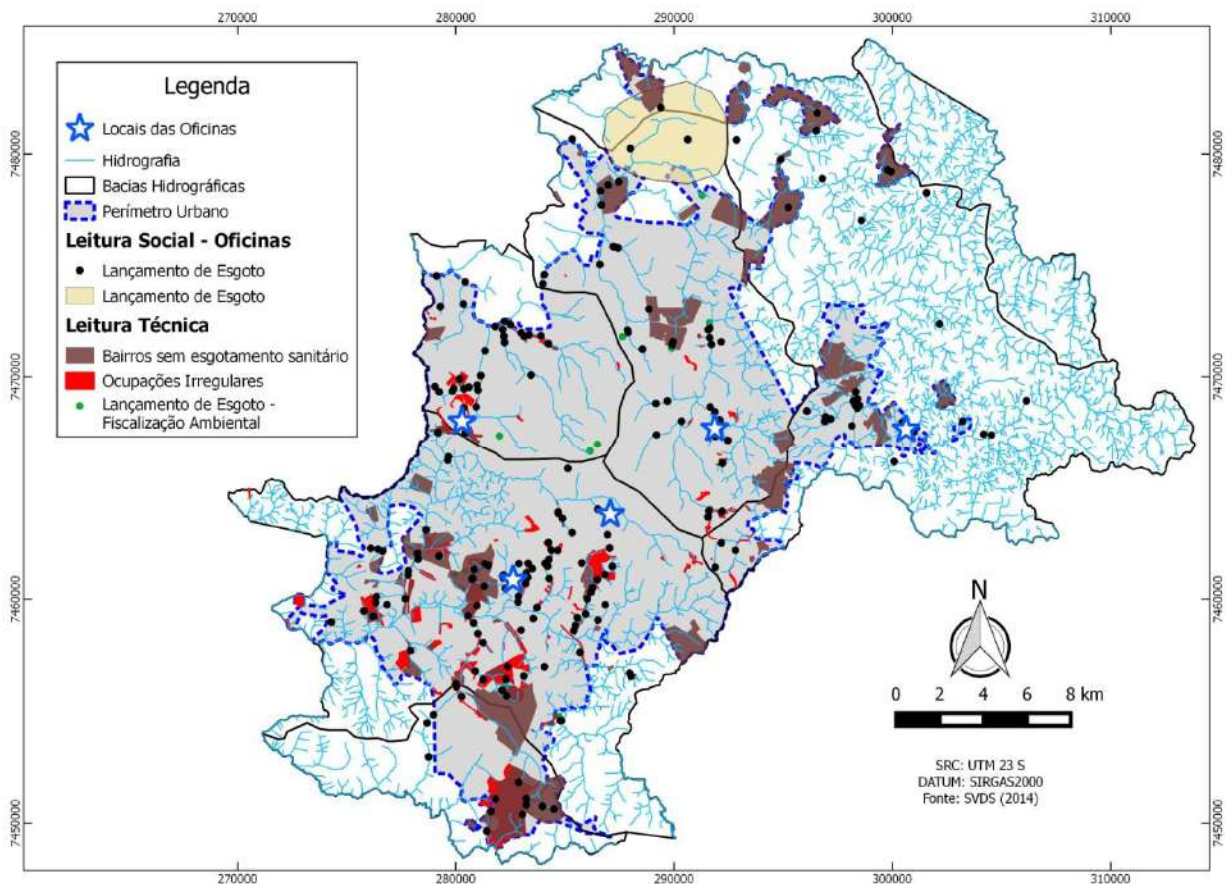 270000 280000 290000 300000 310000
Legenda
Locais das Oficinas
Hidrografia
Bacias Hidrográficas
Perímetro Urbano
Leitura Social - Oficinas
Lançamento de Esgoto
Lançamento de Esgoto
Leitura Técnica
Bairros sem esgotamento sanitário
Ocupações Irregulares
Lançamento de Esgoto -
Fiscalização Ambiental
7480000 7480000
7470000 7470000
7460000 7460000
7450000 7450000
N
0 2 4 6 8 km
SRC: UTM 23 S
DATUM: SIRGAS2000
Fonte: SVDS (2014)
270000 280000 290000 300000 310000